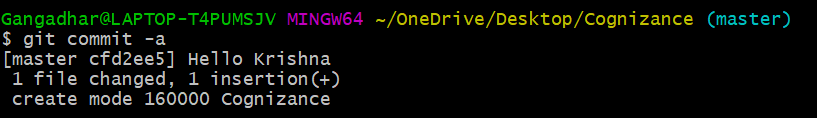 Gangadhar@LAPTOP-T4PUMSJV MINGW64 ~/OneDrive/Desktop/Cognizance (master)
$ git commit -a
[master cfd2ee5] Hello Krishna
 1 file changed, 1 insertion(+)
 create mode 160000 Cognizance